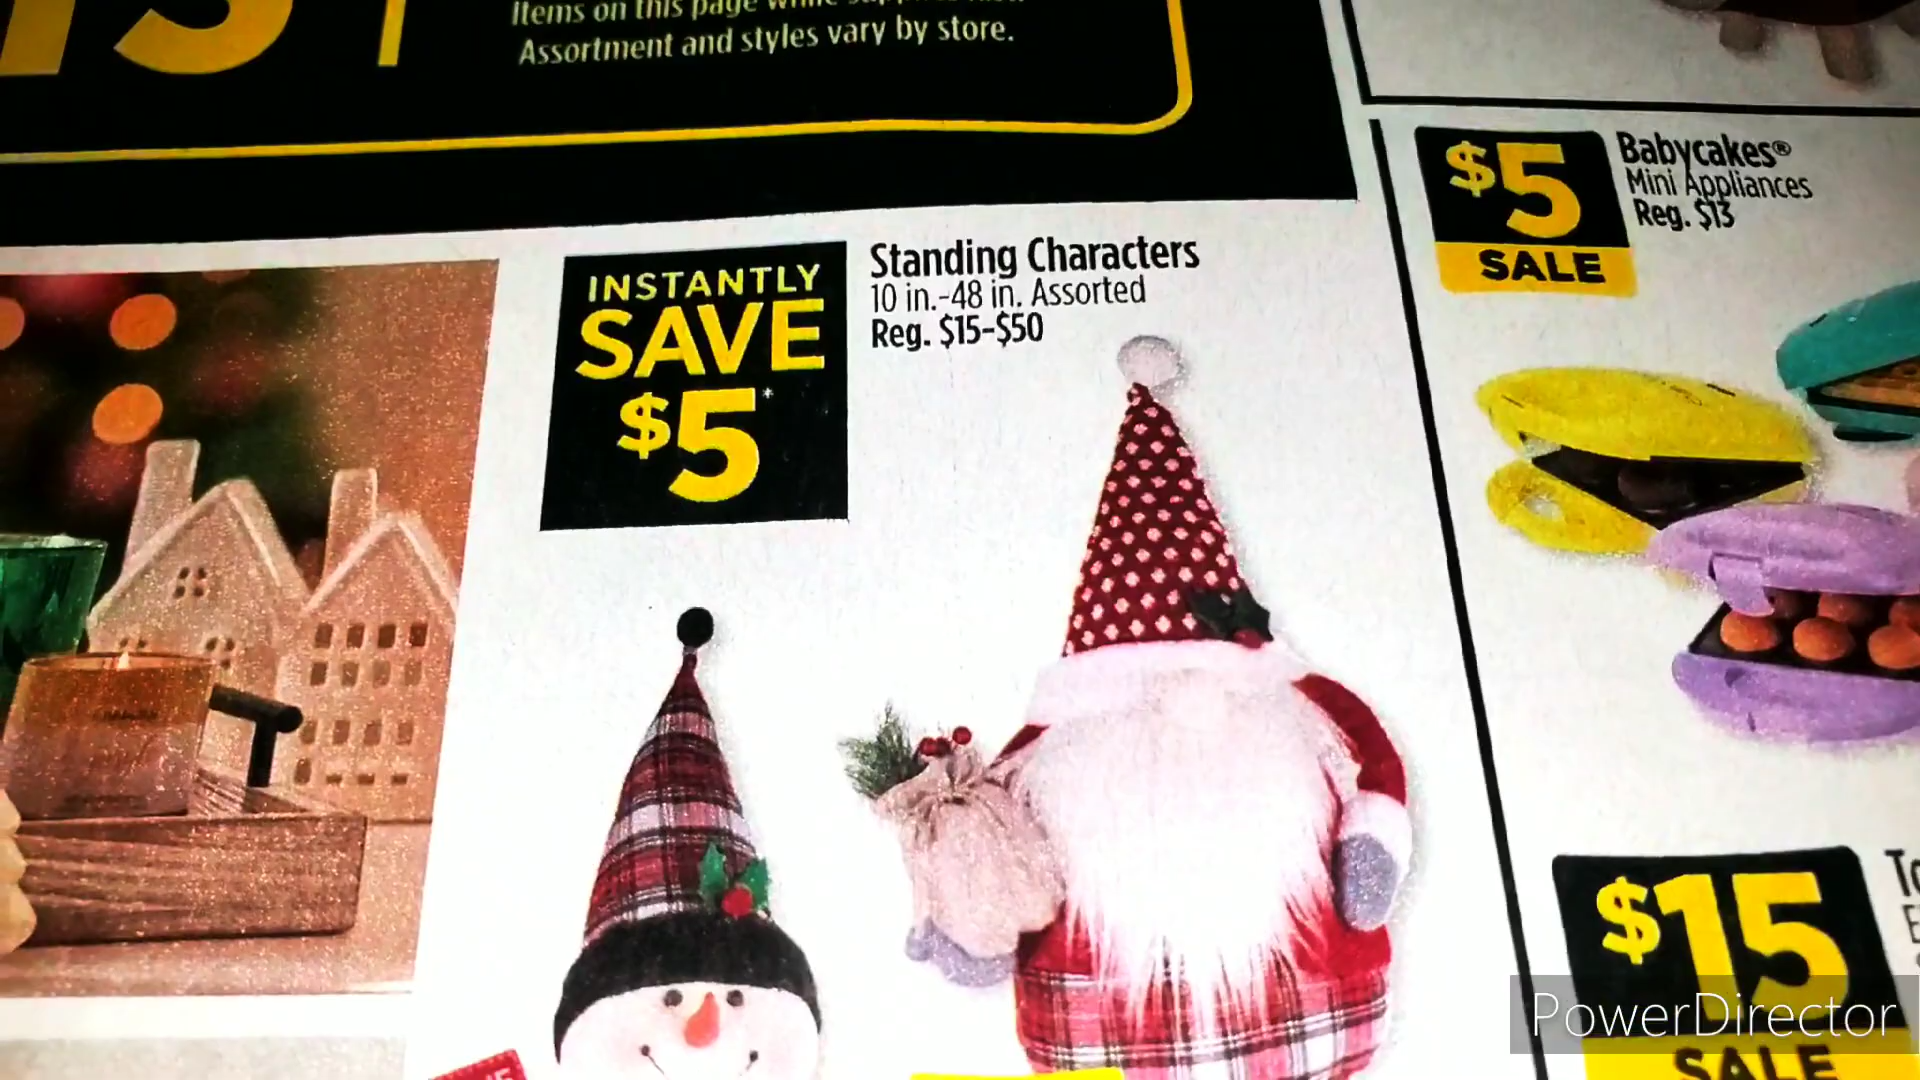 Items on this page while
Assortment and styles vary by store.
INSTANTLY
SAVE
$5*
Standing Characters
10 in.-48 in. Assorted
Reg. $15-$50
$5
SALE
Babycakes®
Mini Appliances
Reg. $13
$15
SALE
PowerDirector